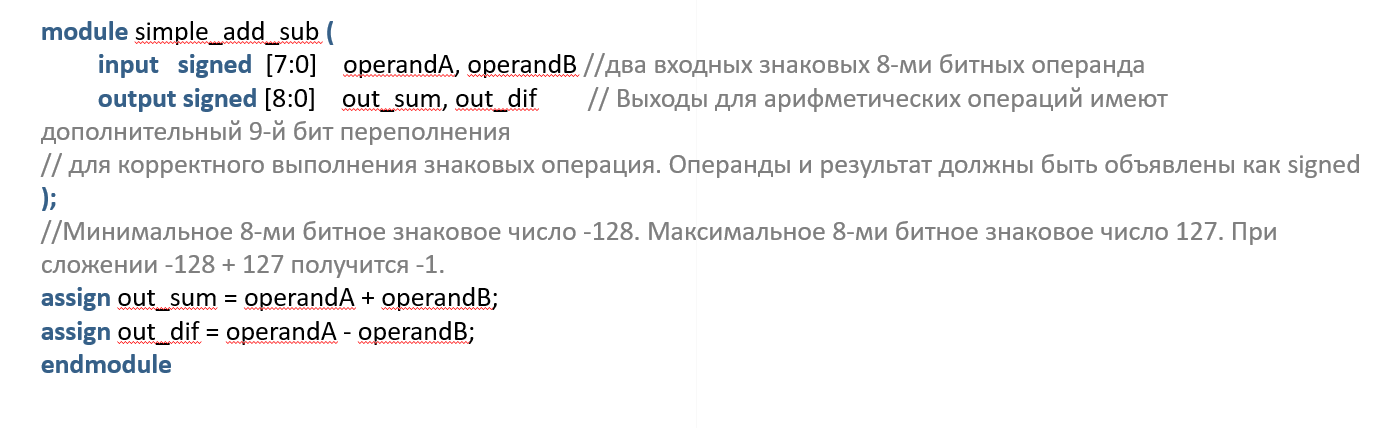 module simple_add_sub (
input signed [7:0] operandA, operandB //два входных знаковых 8-ми битных операнда
output signed [8:0] out_sum, out_dif // Выходы для арифметических операций имеют
дополнительный 9-й бит переполнения
// для корректного выполнения знаковых операция. Операнды и результат должны быть объявлены как signed
);
//Минимальное 8-ми битное знаковое число -128. Максимальное 8-ми битное знаковое число 127. При
сложении -128 + 127 получится -1.
assign out_sum = operandA + operandB;
assign out_dif = operandA - operandB;
endmodule